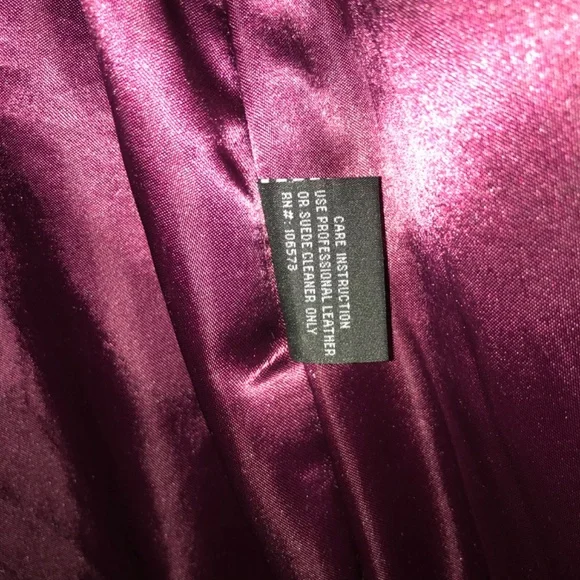 CARE INSTRUCTION
USE PROFESSIONAL LEATHER
OR SUEDE CLEANER ONLY
RN#: 106573